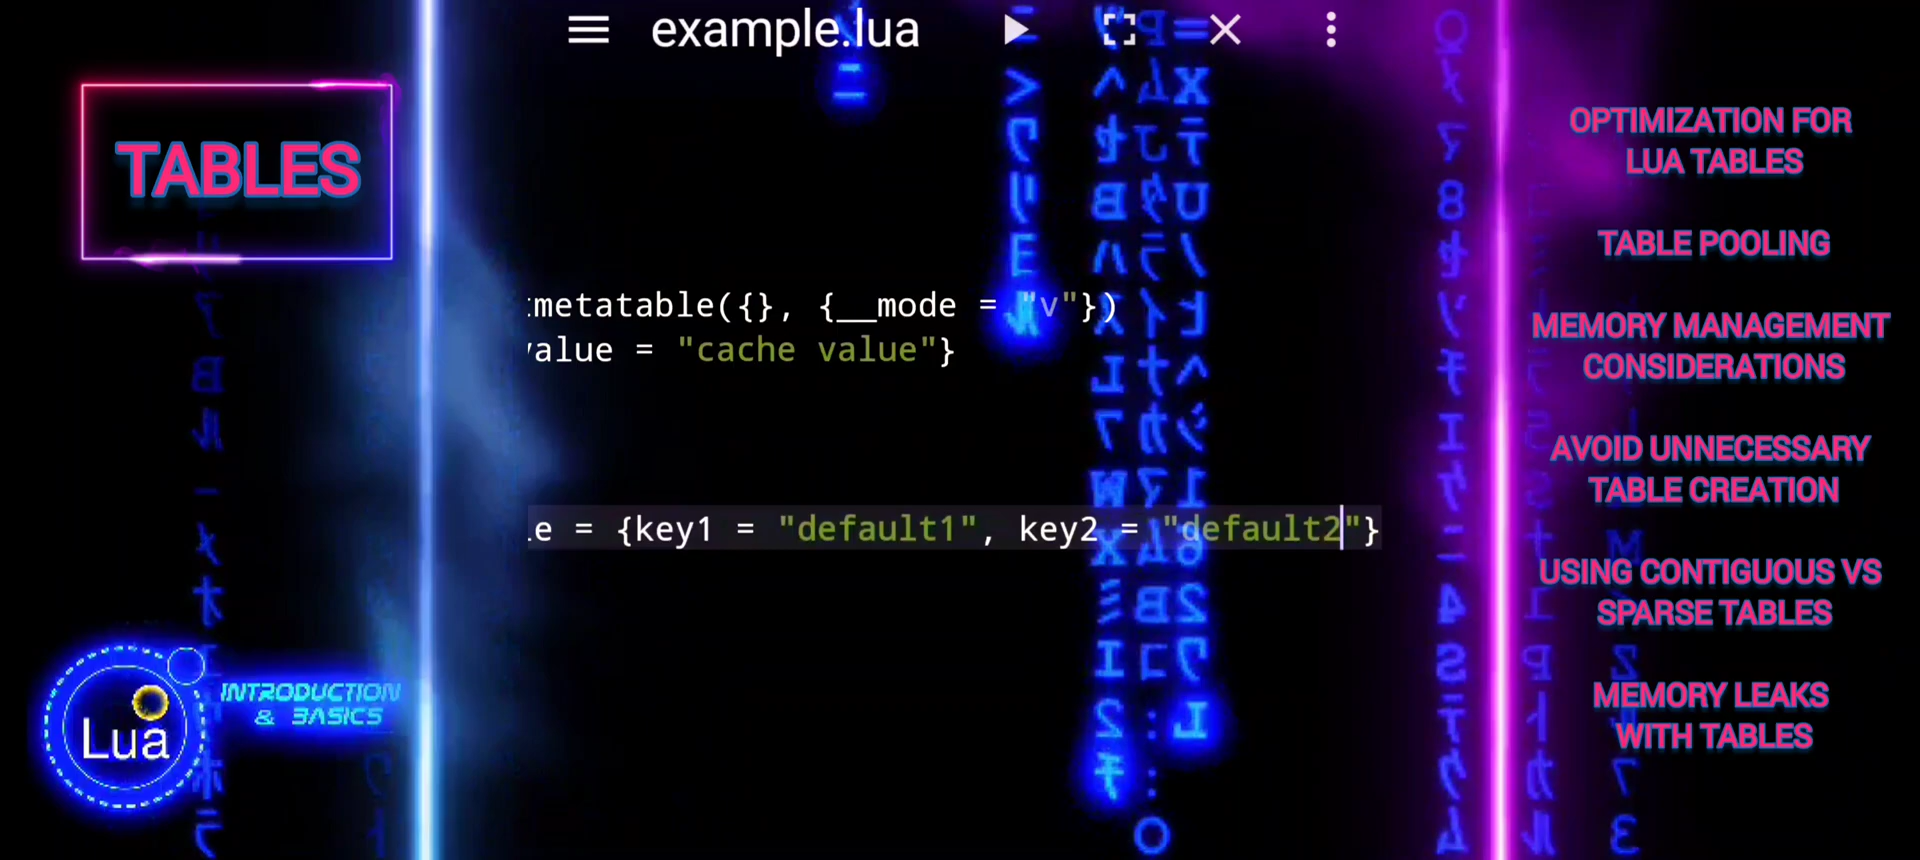 example.lua
TABLES
metatable({}, {__mode = "v"})
value = "cache value"}
e = {key1 = "default1", key2 = "default2"}
Lua
INTRODUCTION
& BASICS
OPTIMIZATION FOR
LUA TABLES
TABLE POOLING
MEMORY MANAGEMENT
CONSIDERATIONS
AVOID UNNECESSARY
TABLE CREATION
USING CONTIGUOUS VS
SPARSE TABLES
MEMORY LEAKS
WITH TABLES